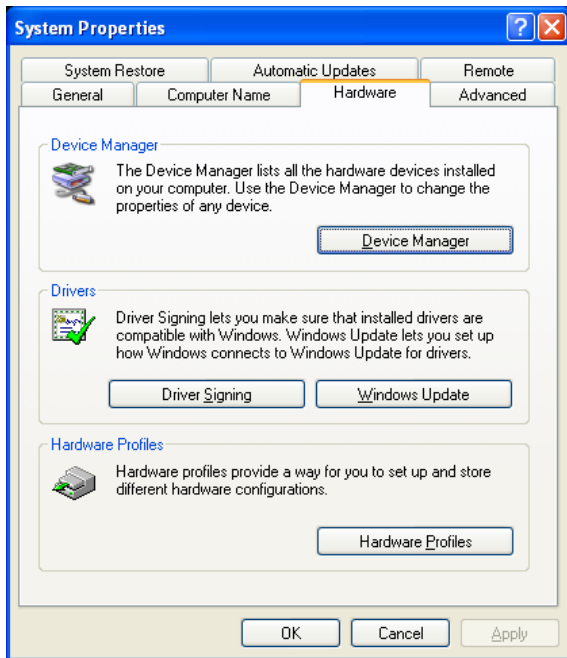 System Properties
System Restore Automatic Updates Remote
General Computer Name Hardware Advanced
Device Manager
The Device Manager lists all the hardware devices installed
on your computer. Use the Device Manager to change the
properties of any device.
Device Manager
Drivers
Driver Signing lets you make sure that installed drivers are
compatible with Windows. Windows Update lets you set up
how Windows connects to Windows Update for drivers.
Driver Signing Windows Update
Hardware Profiles
Hardware profiles provide a way for you to set up and store
different hardware configurations.
Hardware Profiles
OK Cancel Apply